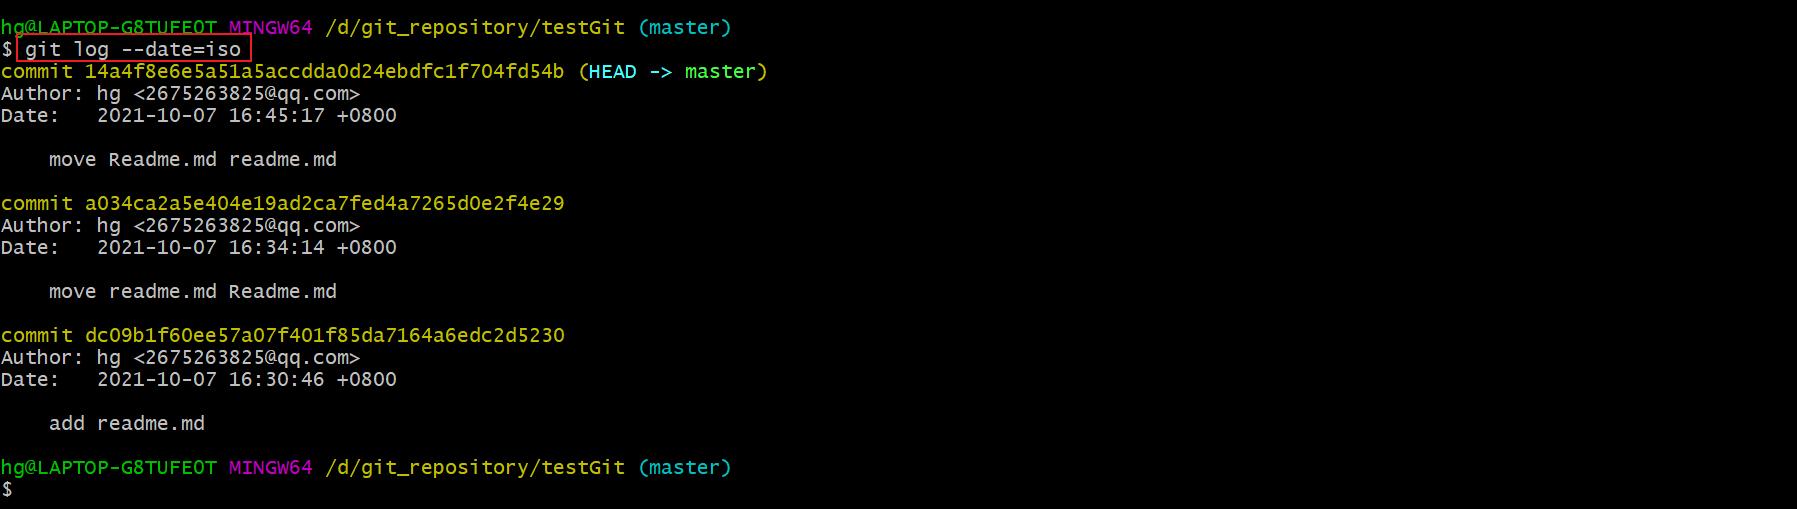 hg@LAPTOP-G8TUFE0T MINGW64 /d/git_repository/testGit (master)
$ git log --date=iso
commit 14a4f8e6e5a51a5accdda0d24ebdfc1f704fd54b (HEAD -> master)
Author: hg <2675263825@qq.com>
Date:   2021-10-07 16:45:17 +0800
    move Readme.md readme.md
commit a034ca2a5e404e19ad2ca7fed4a7265d0e2f4e29
Author: hg <2675263825@qq.com>
Date:   2021-10-07 16:34:14 +0800
    move readme.md Readme.md
commit dc09b1f60ee57a07f401f85da7164a6edc2d5230
Author: hg <2675263825@qq.com>
Date:   2021-10-07 16:30:46 +0800
    add readme.md
hg@LAPTOP-G8TUFE0T MINGW64 /d/git_repository/testGit (master)
$